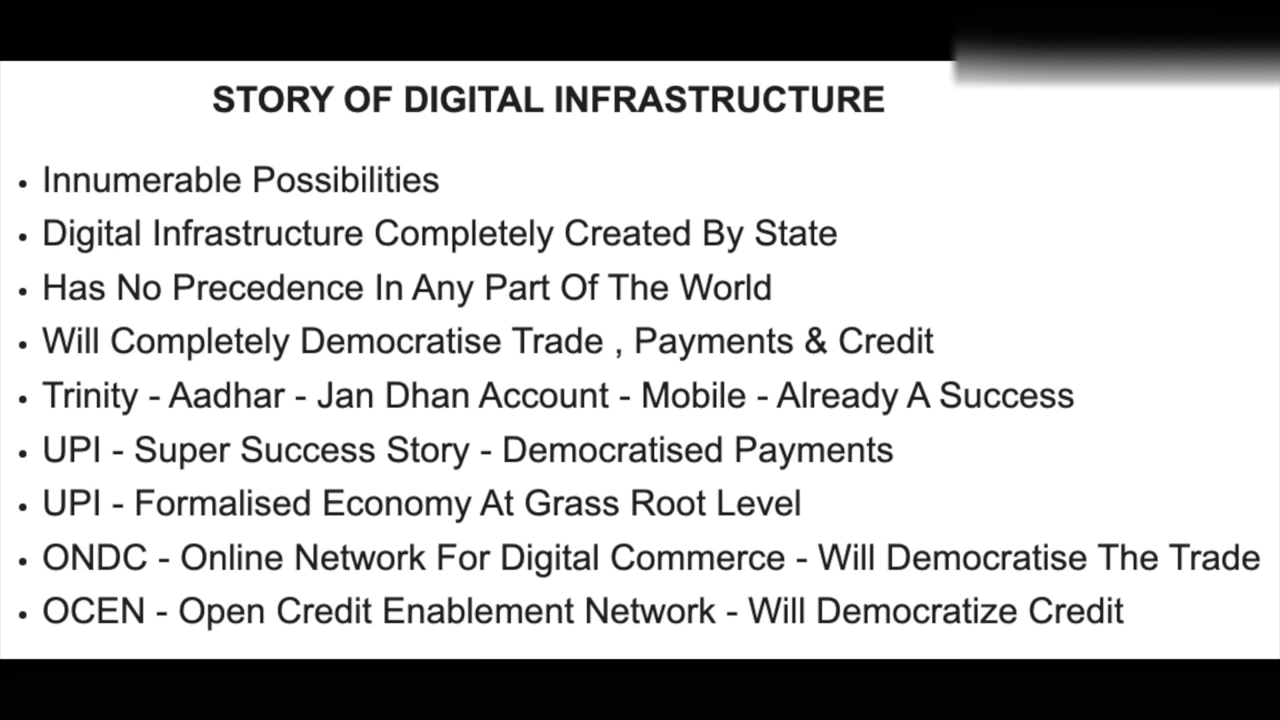 STORY OF DIGITAL INFRASTRUCTURE
• Innumerable Possibilities
• Digital Infrastructure Completely Created By State
• Has No Precedence In Any Part Of The World
• Will Completely Democratise Trade , Payments & Credit
• Trinity - Aadhar - Jan Dhan Account - Mobile - Already A Success
• UPI - Super Success Story - Democratised Payments
• UPI - Formalised Economy At Grass Root Level
• ONDC - Online Network For Digital Commerce - Will Democratise The Trade
• OCEN - Open Credit Enablement Network - Will Democratize Credit